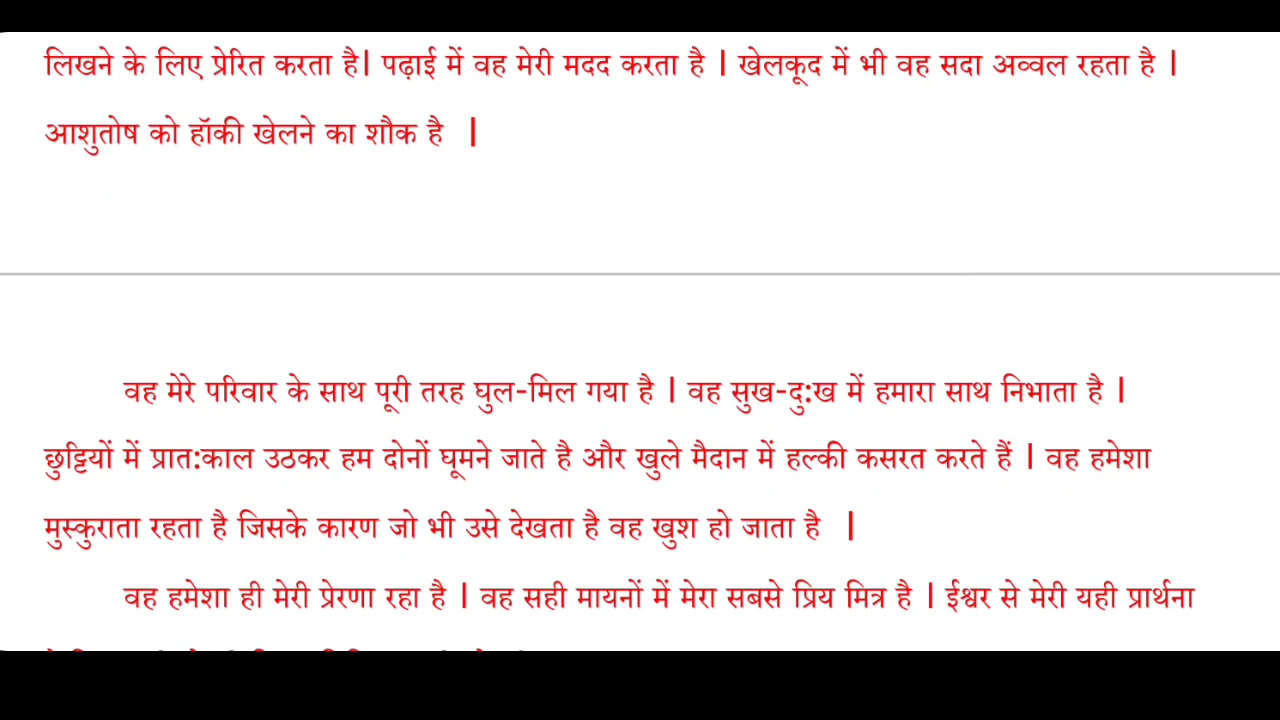 लिखने के लिए प्रेरित करता है| पढ़ाई में वह मेरी मदद करता है | खेलकूद में भी वह सदा अव्वल रहता है |
आशुतोष को हॉकी खेलने का शौक है |
वह मेरे परिवार के साथ पूरी तरह घुल-मिल गया है | वह सुख-दु:ख में हमारा साथ निभाता है |
छुट्टियों में प्रात:काल उठकर हम दोनों घूमने जाते है और खुले मैदान में हल्की कसरत करते हैं | वह हमेशा
मुस्कुराता रहता है जिसके कारण जो भी उसे देखता है वह खुश हो जाता है |
वह हमेशा ही मेरी प्रेरणा रहा है | वह सही मायनों में मेरा सबसे प्रिय मित्र है | ईश्वर से मेरी यही प्रार्थना